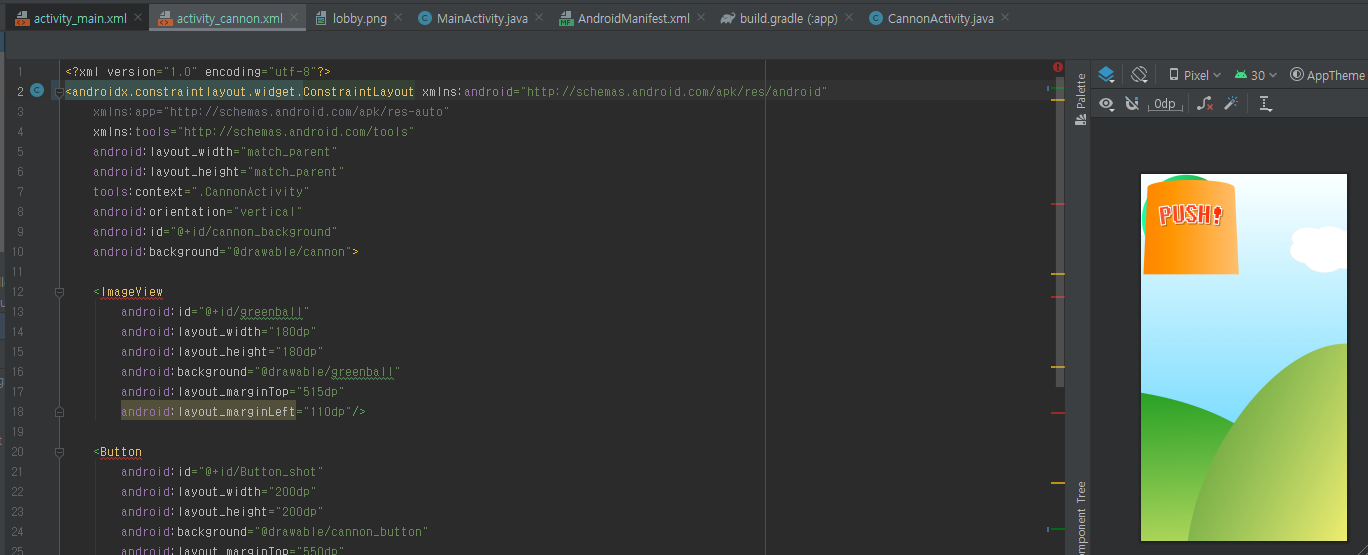 activity_main.xml activity_cannon.xml lobby.png MainActivity.java AndroidManifest.xml build.gradle (:app) CannonActivity.java
Pixel 30 AppTheme
0dp
Palette
Component Tree
1 <?xml version="1.0" encoding="utf-8"?>
2 <androidx.constraintlayout.widget.ConstraintLayout xmlns:android="http://schemas.android.com/apk/res/android"
3 xmlns:app="http://schemas.android.com/apk/res-auto"
4 xmlns:tools="http://schemas.android.com/tools"
5 android:layout_width="match_parent"
6 android:layout_height="match_parent"
7 tools:context=".CannonActivity"
8 android:orientation="vertical"
9 android:id="@+id/cannon_background"
10 android:background="@drawable/cannon">
11
12 <ImageView
13 android:id="@+id/greenball"
14 android:layout_width="180dp"
15 android:layout_height="180dp"
16 android:background="@drawable/greenball"
17 android:layout_marginTop="515dp"
18 android:layout_marginLeft="110dp"/>
19
20 <Button
21 android:id="@+id/Button_shot"
22 android:layout_width="200dp"
23 android:layout_height="200dp"
24 android:background="@drawable/cannon_button"
25 android:layout_marginTop="550dp"
PUSH!